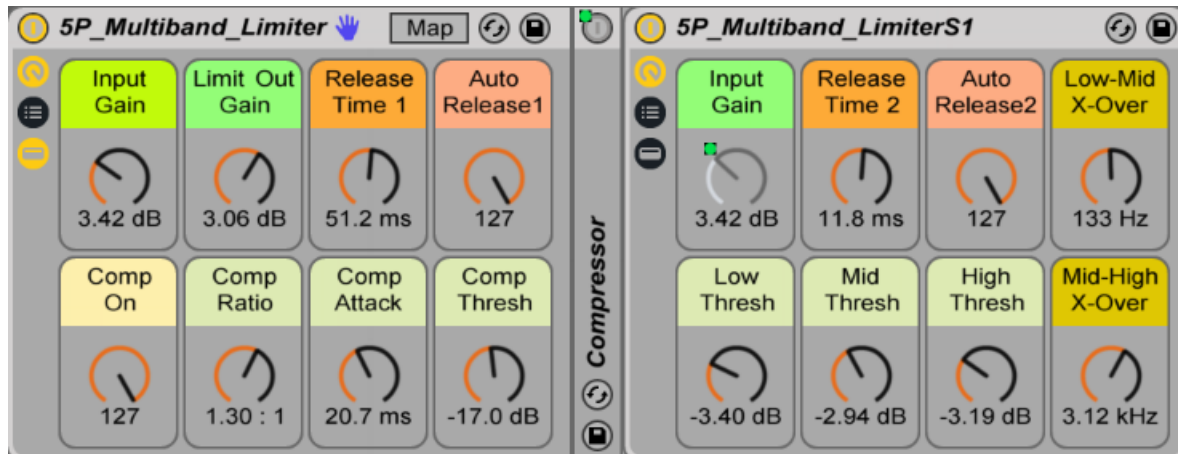 5P_Multiband_Limiter
Map
Input
Gain
3.42 dB
Limit Out
Gain
3.06 dB
Release
Time 1
51.2 ms
Auto
Release1
127
Comp
On
127
Comp
Ratio
1.30 : 1
Comp
Attack
20.7 ms
Comp
Thresh
-17.0 dB
Compressor
5P_Multiband_LimiterS1
Input
Gain
3.42 dB
Release
Time 2
11.8 ms
Auto
Release2
127
Low-Mid
X-Over
133 Hz
Low
Thresh
-3.40 dB
Mid
Thresh
-2.94 dB
High
Thresh
-3.19 dB
Mid-High
X-Over
3.12 kHz